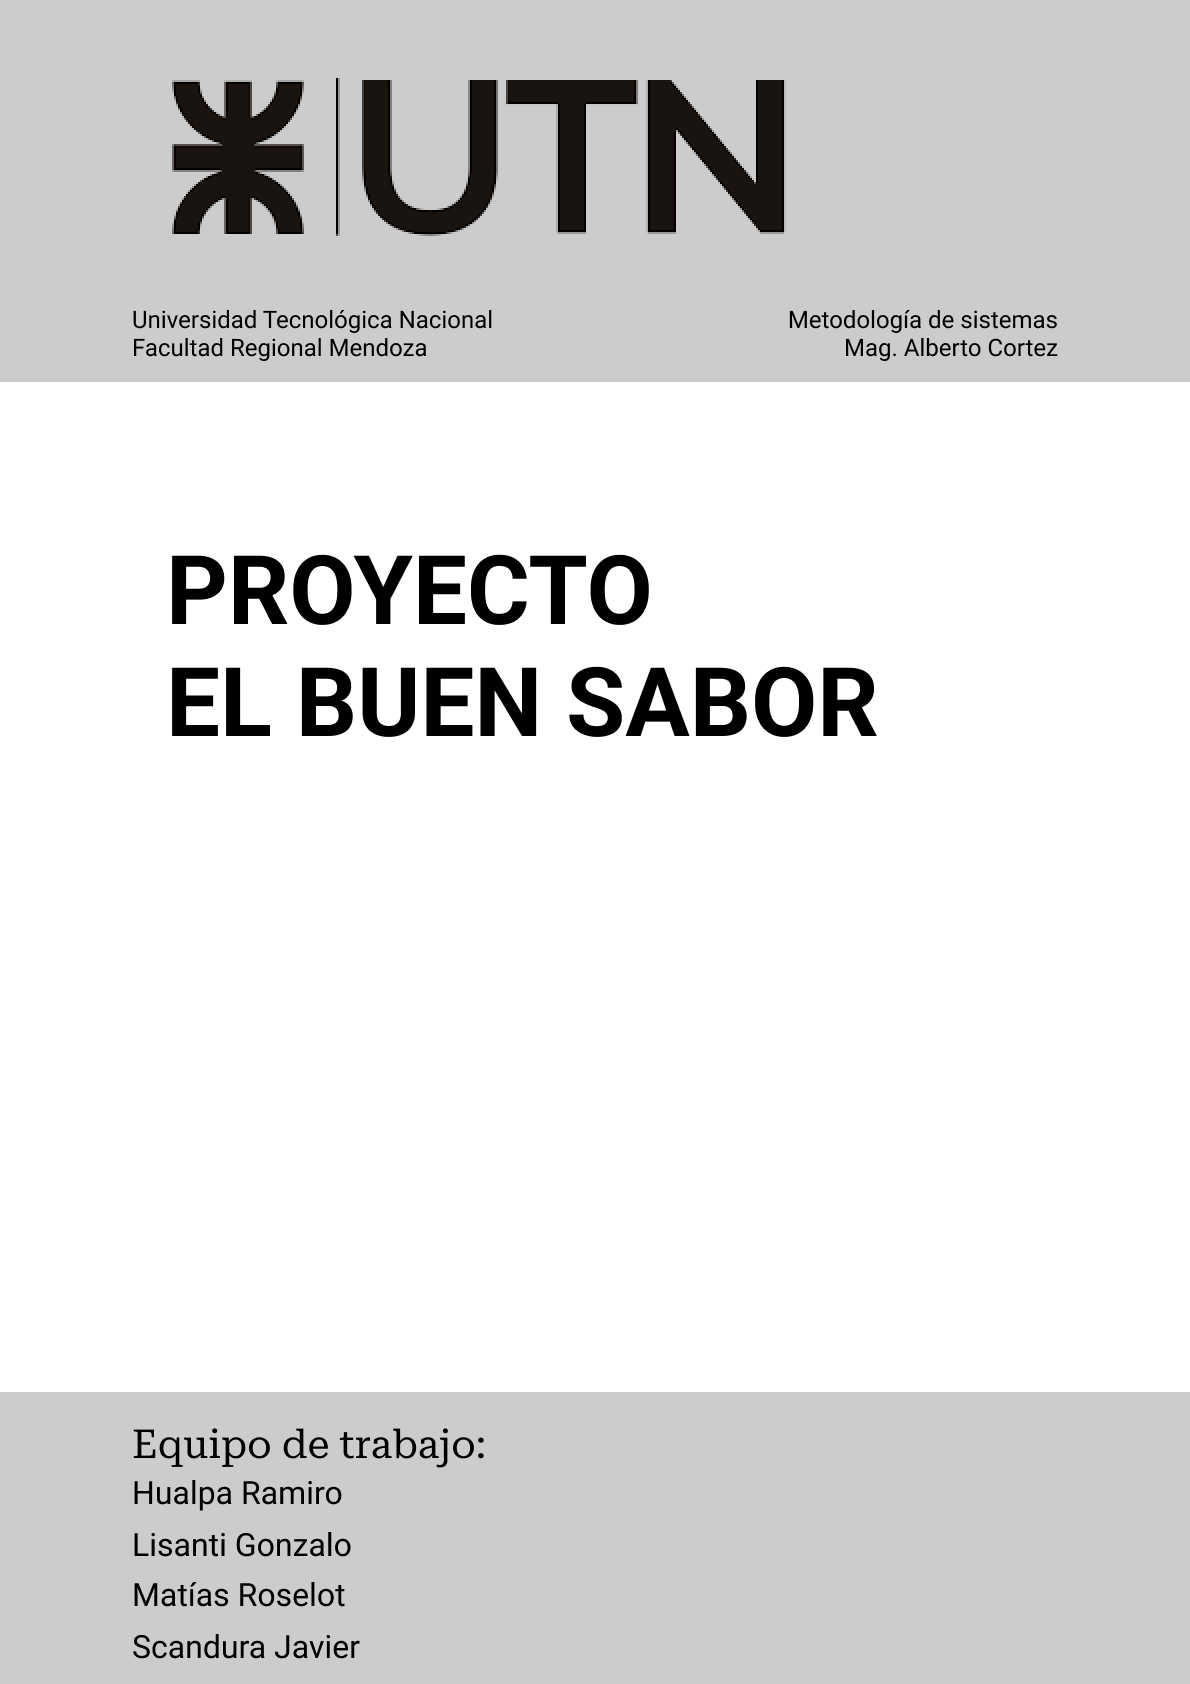 UTN
Universidad Tecnológica Nacional
Facultad Regional Mendoza
Metodología de sistemas
Mag. Alberto Cortez
PROYECTO
EL BUEN SABOR
Equipo de trabajo:
Hualpa Ramiro
Lisanti Gonzalo
Matías Roselot
Scandura Javier